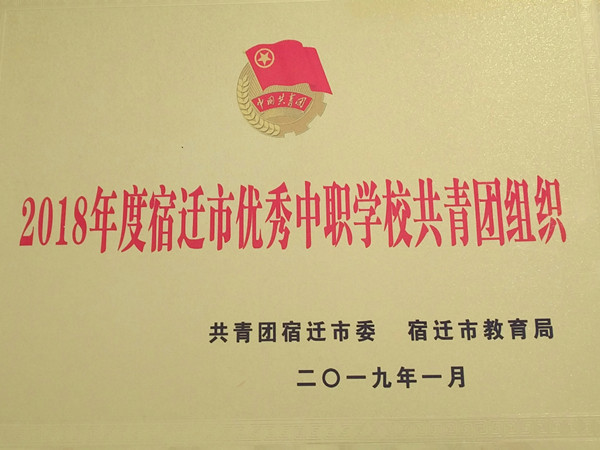 中国共青团
2018年度宿迁市优秀中职学校共青团组织
共青团宿迁市委 宿迁市教育局
二〇一九年一月